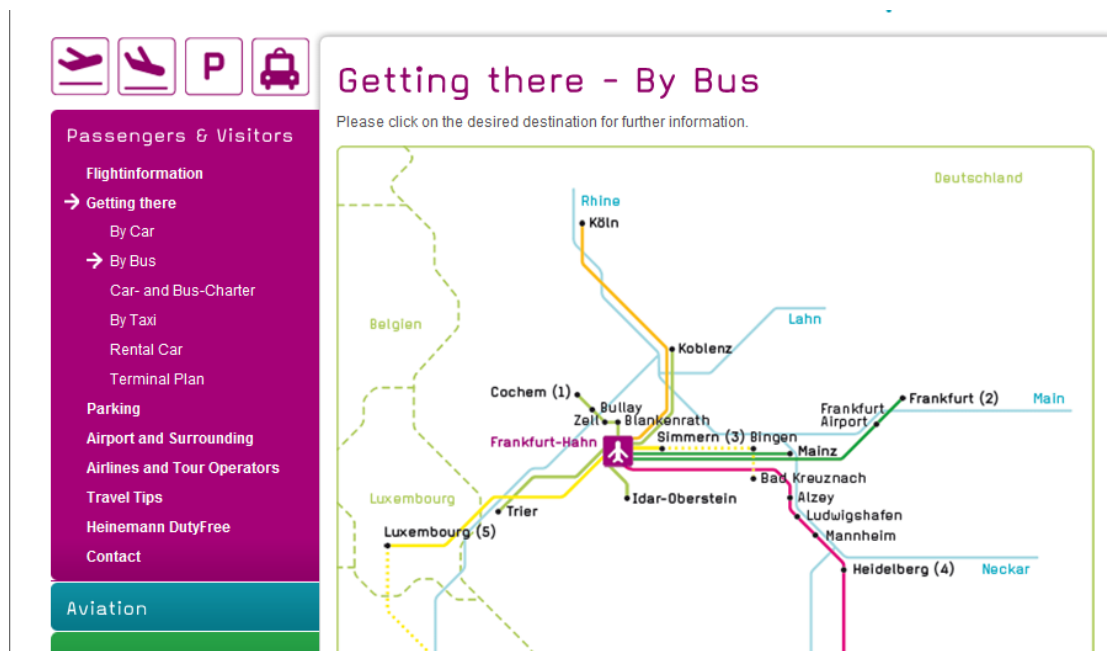 P
Getting there - By Bus
Please click on the desired destination for further information.
Passengers & Visitors
Flightinformation
Getting there
By Car
By Bus
Car- and Bus-Charter
By Taxi
Rental Car
Terminal Plan
Parking
Airport and Surrounding
Airlines and Tour Operators
Travel Tips
Heinemann DutyFree
Contact
Aviation
Deutschland
Rhine
Köln
Lahn
Belgien
Koblenz
Cochem (1)
Bullay
Zell
Blankenrath
Frankfurt (2)
Main
Frankfurt
Airport
Frankfurt-Hahn
Simmern (3)
Bingen
Mainz
Bad Kreuznach
Luxembourg
Idar-Oberstein
Alzey
Trier
Ludwigshafen
Luxembourg (5)
Mannheim
Heidelberg (4)
Neckar